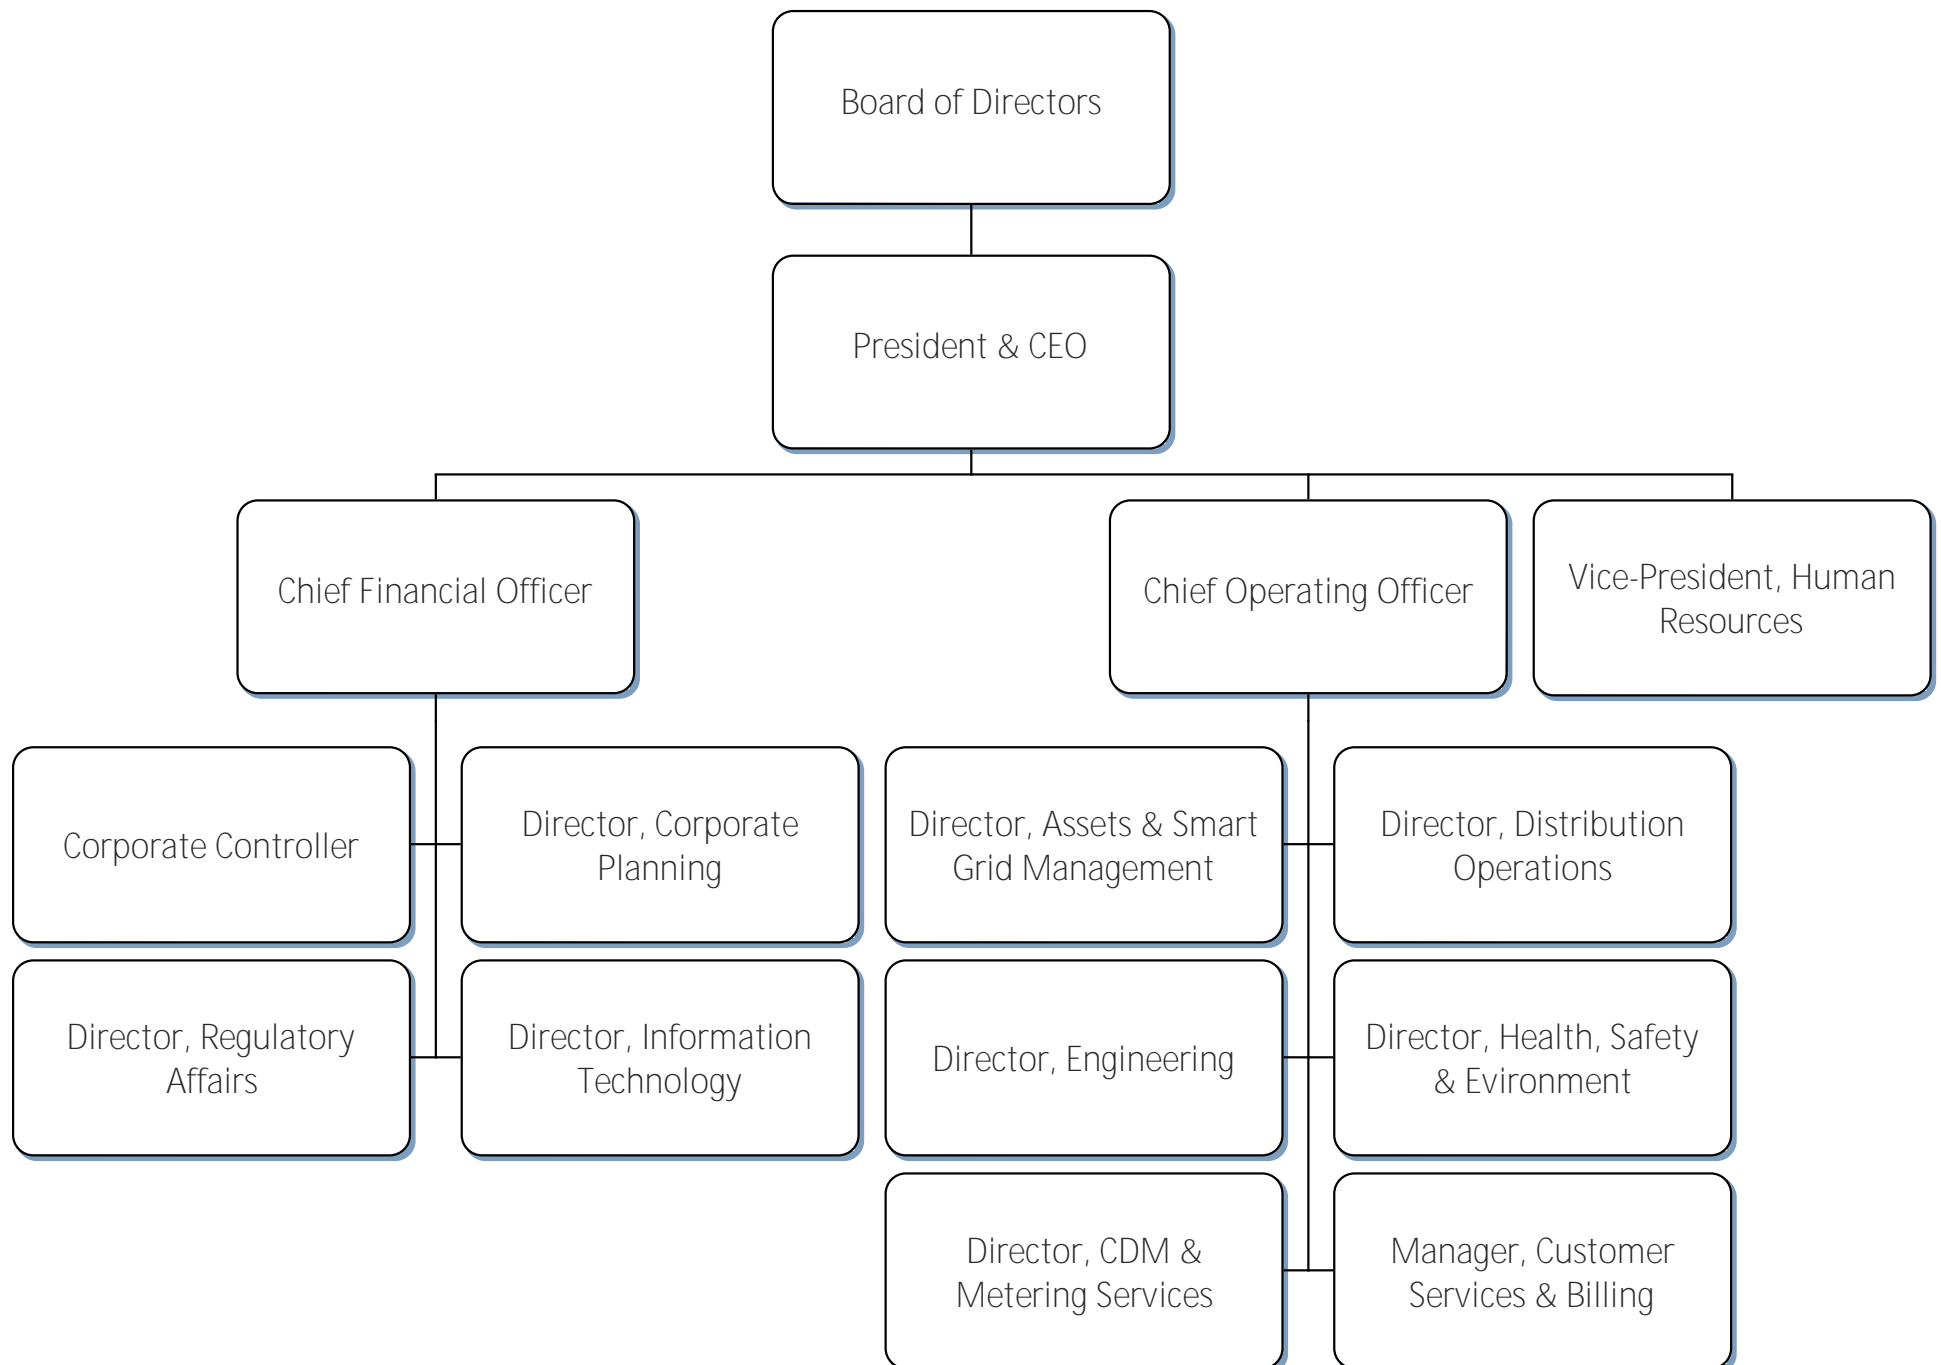 Board of Directors
President & CEO
Chief Financial Officer
Chief Operating Officer
Vice-President, Human
Resources
Corporate Controller
Director, Corporate
Planning
Director, Assets & Smart
Grid Management
Director, Distribution
Operations
Director, Regulatory
Affairs
Director, Information
Technology
Director, Engineering
Director, Health, Safety
& Evironment
Director, CDM &
Metering Services
Manager, Customer
Services & Billing